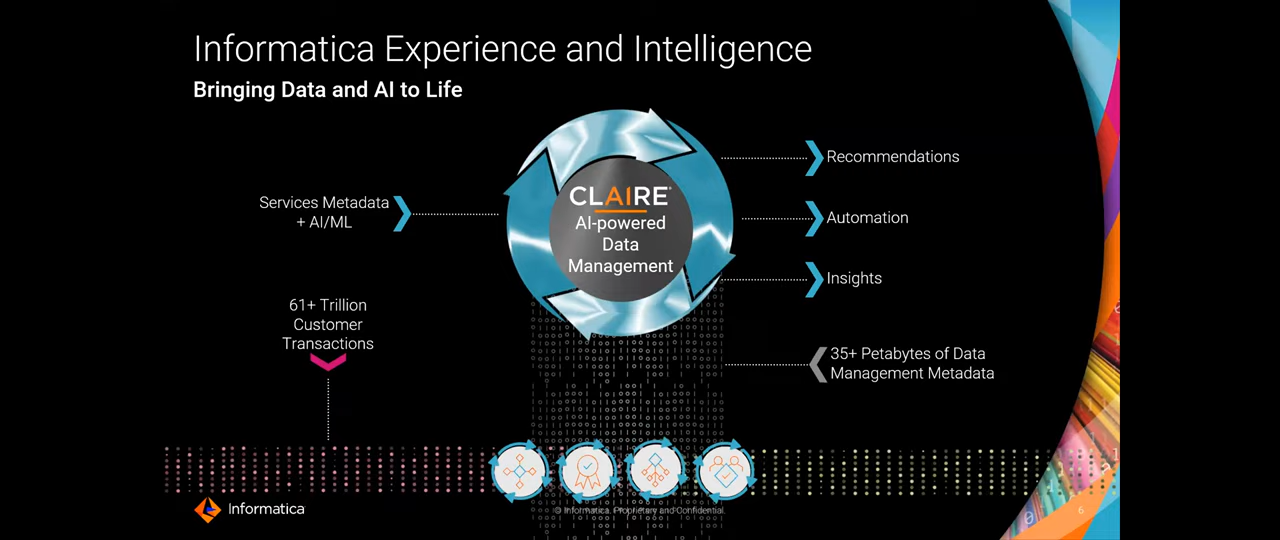 Informatica Experience and Intelligence
Bringing Data and AI to Life
Services Metadata
+ AI/ML
61+ Trillion
Customer
Transactions
CLAIRE®
AI-powered
Data
Management
Recommendations
Automation
Insights
35+ Petabytes of Data
Management Metadata
Informatica
© Informatica. Proprietary and Confidential.
6